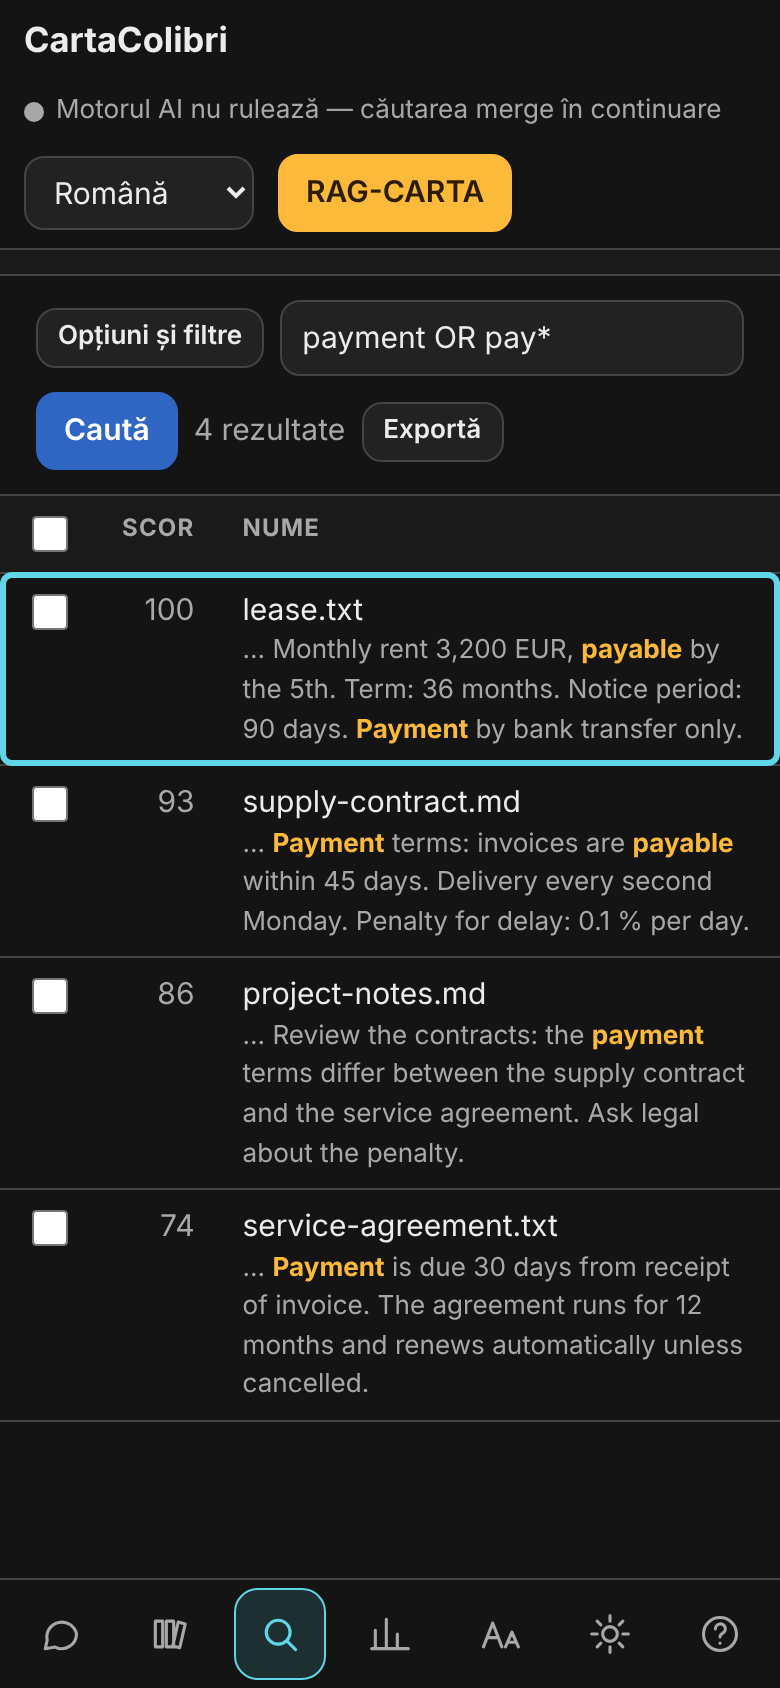 CartaColibri
Motorul AI nu rulează — căutarea merge în continuare
Română
RAG-CARTA
Opțiuni și filtre
payment OR pay*
Caută
4 rezultate
Exportă
SCOR NUME
100 lease.txt
... Monthly rent 3,200 EUR, payable by
the 5th. Term: 36 months. Notice period:
90 days. Payment by bank transfer only.
93 supply-contract.md
... Payment terms: invoices are payable
within 45 days. Delivery every second
Monday. Penalty for delay: 0.1 % per day.
86 project-notes.md
... Review the contracts: the payment
terms differ between the supply contract
and the service agreement. Ask legal
about the penalty.
74 service-agreement.txt
... Payment is due 30 days from receipt
of invoice. The agreement runs for 12
months and renews automatically unless
cancelled.
AA
?